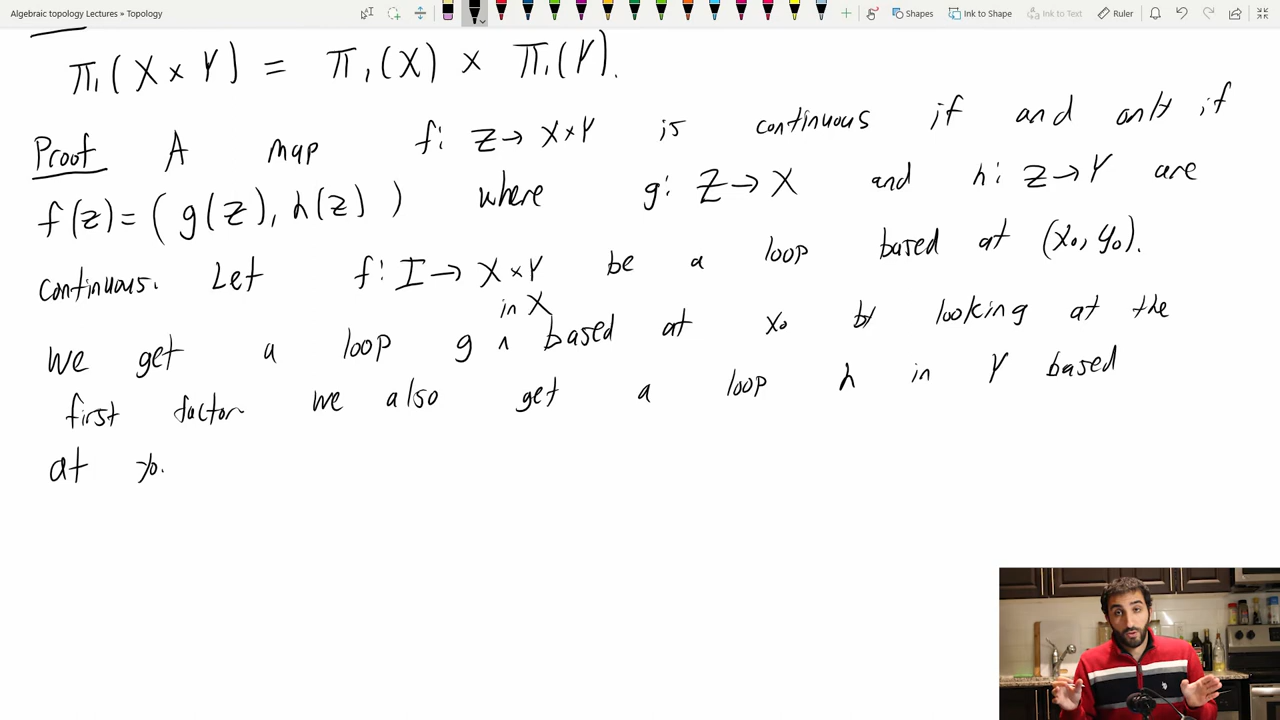 Algebraic topology Lectures » Topology
Shapes
Ink to Shape
Ink to Text
Ruler
π₁(X × Y) = π₁(X) × π₁(Y).
Proof A map f: Z → X×Y is continuous if and only if
f(z) = (g(z), h(z)) where g: Z → X and h: Z → Y are
continuous. Let f: I → X×Y be a loop based at (x₀, y₀).
in X
We get a loop g ∧ based at x₀ by looking at the
first factor we also get a loop h in Y based
at y₀.